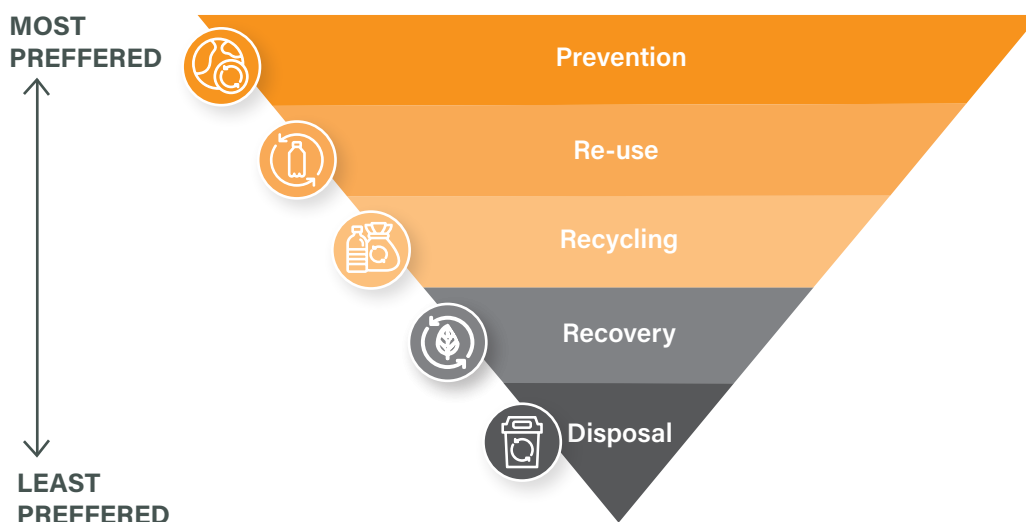 MOST
PREFFERED
Prevention
Re-use
Recycling
Recovery
Disposal
LEAST
PREFFERED